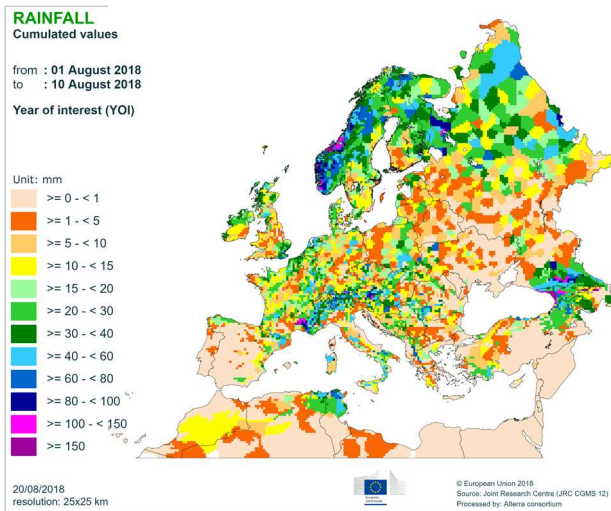 RAINFALL
Cumulated values
from : 01 August 2018
to : 10 August 2018
Year of interest (YOI)
Unit: mm
>= 0 - < 1
>= 1 - < 5
>= 5 - < 10
>= 10 - < 15
>= 15 - < 20
>= 20 - < 30
>= 30 - < 40
>= 40 - < 60
>= 60 - < 80
>= 80 - < 100
>= 100 - < 150
>= 150
20/08/2018
resolution: 25x25 km
European
Commission
© European Union 2018
Source: Joint Research Centre (JRC CGMS 12)
Processed by: Alterra consortium